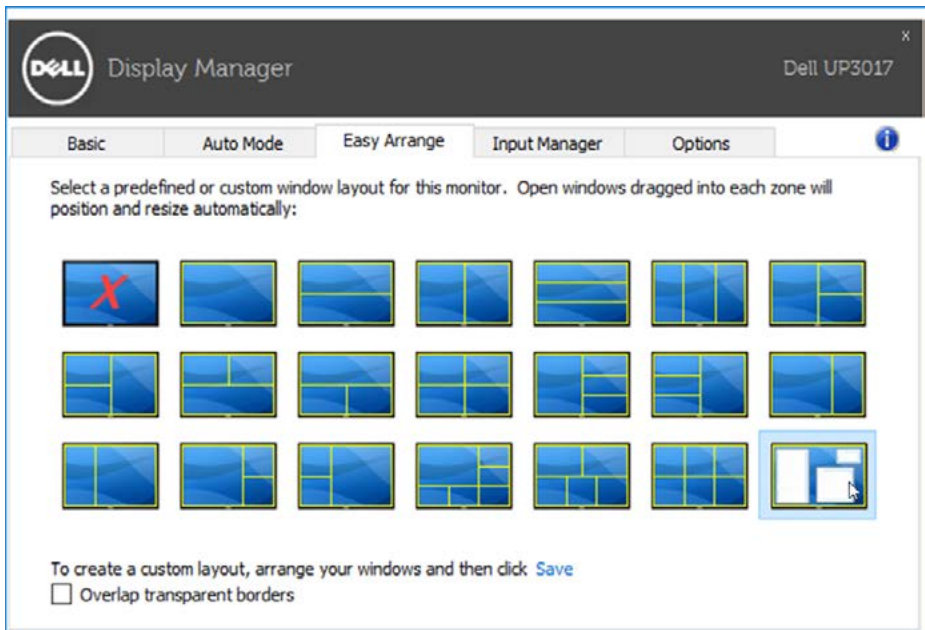 x
DELL Display Manager Dell UP3017
Basic Auto Mode Easy Arrange Input Manager Options i
Select a predefined or custom window layout for this monitor. Open windows dragged into each zone will
position and resize automatically:
X
To create a custom layout, arrange your windows and then click Save
Overlap transparent borders